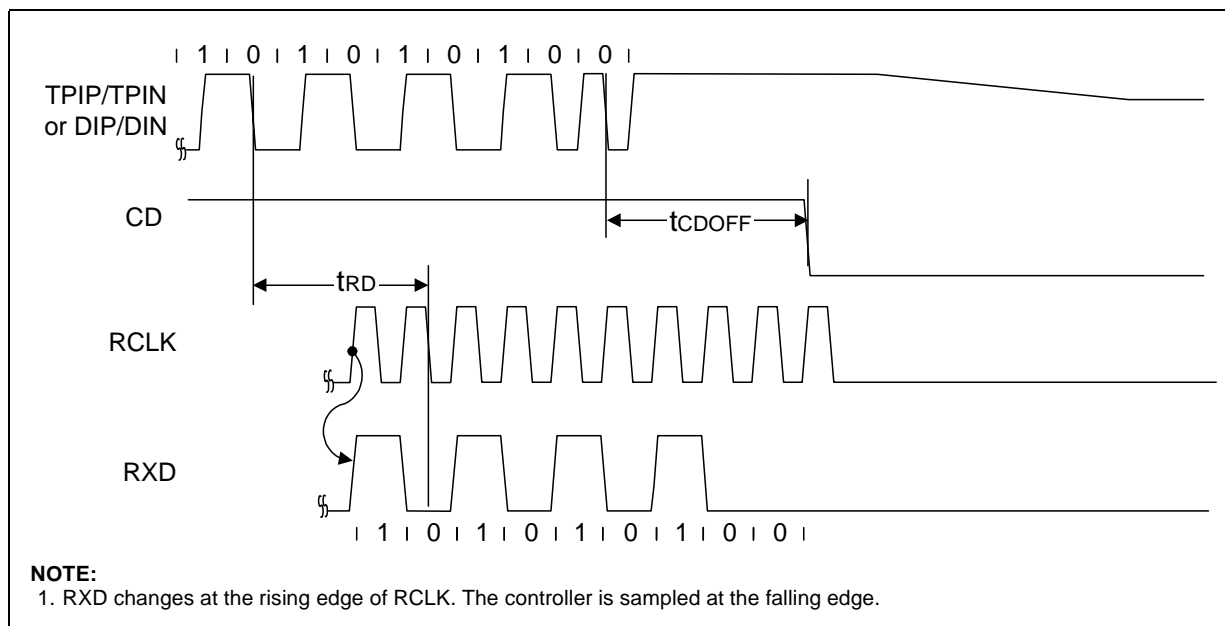 1 0 1 0 1 0 1 0 0
TPIP/TPIN
or DIP/DIN
CD
tCDOFF
tRD
RCLK
RXD
1 0 1 0 1 0 1 0 0
NOTE:
1. RXD changes at the rising edge of RCLK. The controller is sampled at the falling edge.